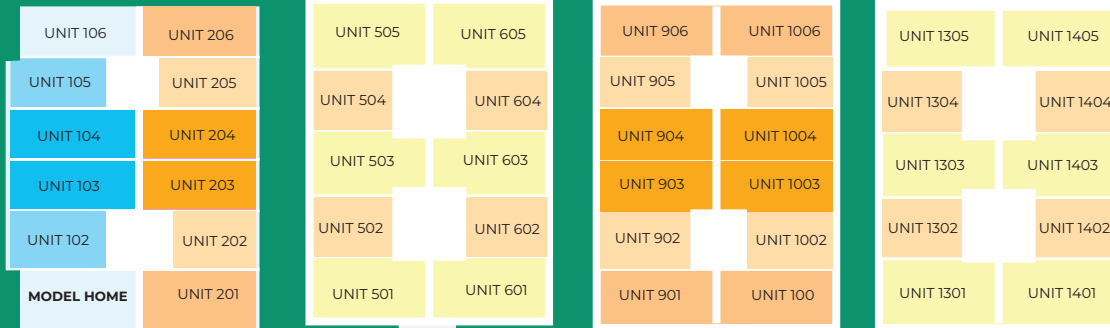 UNIT 106
UNIT 206
UNIT 105
UNIT 205
UNIT 104
UNIT 204
UNIT 103
UNIT 203
UNIT 102
UNIT 202
MODEL HOME
UNIT 201
UNIT 505
UNIT 605
UNIT 504
UNIT 604
UNIT 503
UNIT 603
UNIT 502
UNIT 602
UNIT 501
UNIT 601
UNIT 906
UNIT 1006
UNIT 905
UNIT 1005
UNIT 904
UNIT 1004
UNIT 903
UNIT 1003
UNIT 902
UNIT 1002
UNIT 901
UNIT 100
UNIT 1305
UNIT 1405
UNIT 1304
UNIT 1404
UNIT 1303
UNIT 1403
UNIT 1302
UNIT 1402
UNIT 1301
UNIT 1401